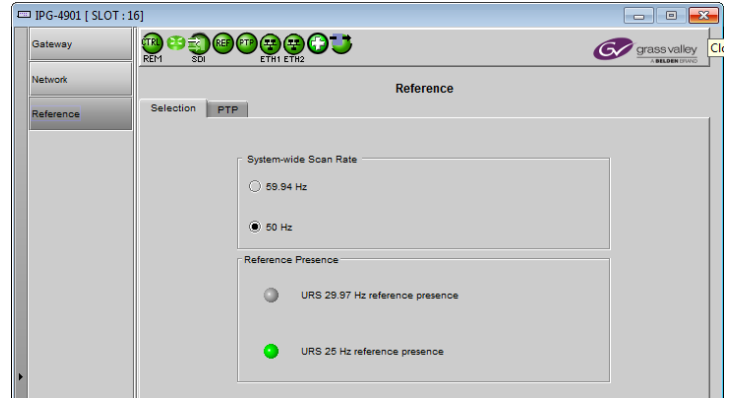 IPG-4901 [ SLOT : 16]
Gateway
Network
Reference
CTRL REF PTP
REM SDI ETH1 ETH2
grass valley
A BELDEN BRAND
Clo
Reference
Selection PTP
System-wide Scan Rate
59.94 Hz
50 Hz
Reference Presence
URS 29.97 Hz reference presence
URS 25 Hz reference presence